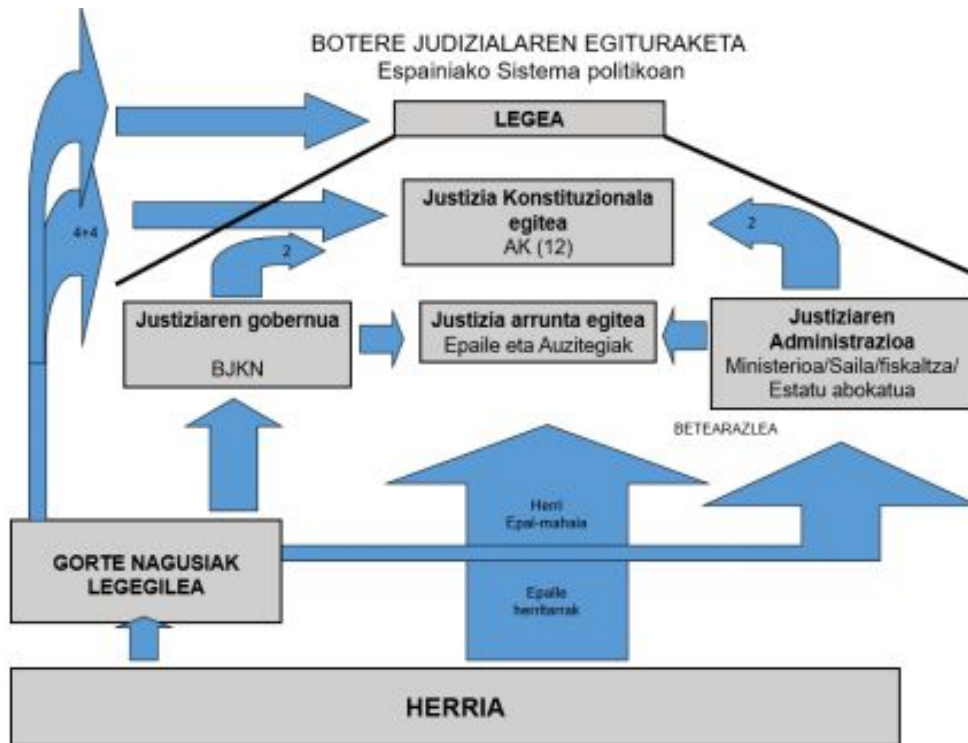 BOTERE JUDIZIALAREN EGITURAKETA
Espainiako Sistema politikoan
LEGEA
Justizia Konstituzionala
egitea
AK (12)
4+4
2
2
Justiziaren gobernua
BJKN
Justizia arrunta egitea
Epaile eta Auzitegiak
Justiziaren
Administrazioa
Ministerioa/Saila/fiskaltza/
Estatu abokatua
BETEARAZLEA
Herri
Epai-mahaia
GORTE NAGUSIAK
LEGEGILEA
Epaile
herritarrak
HERRIA